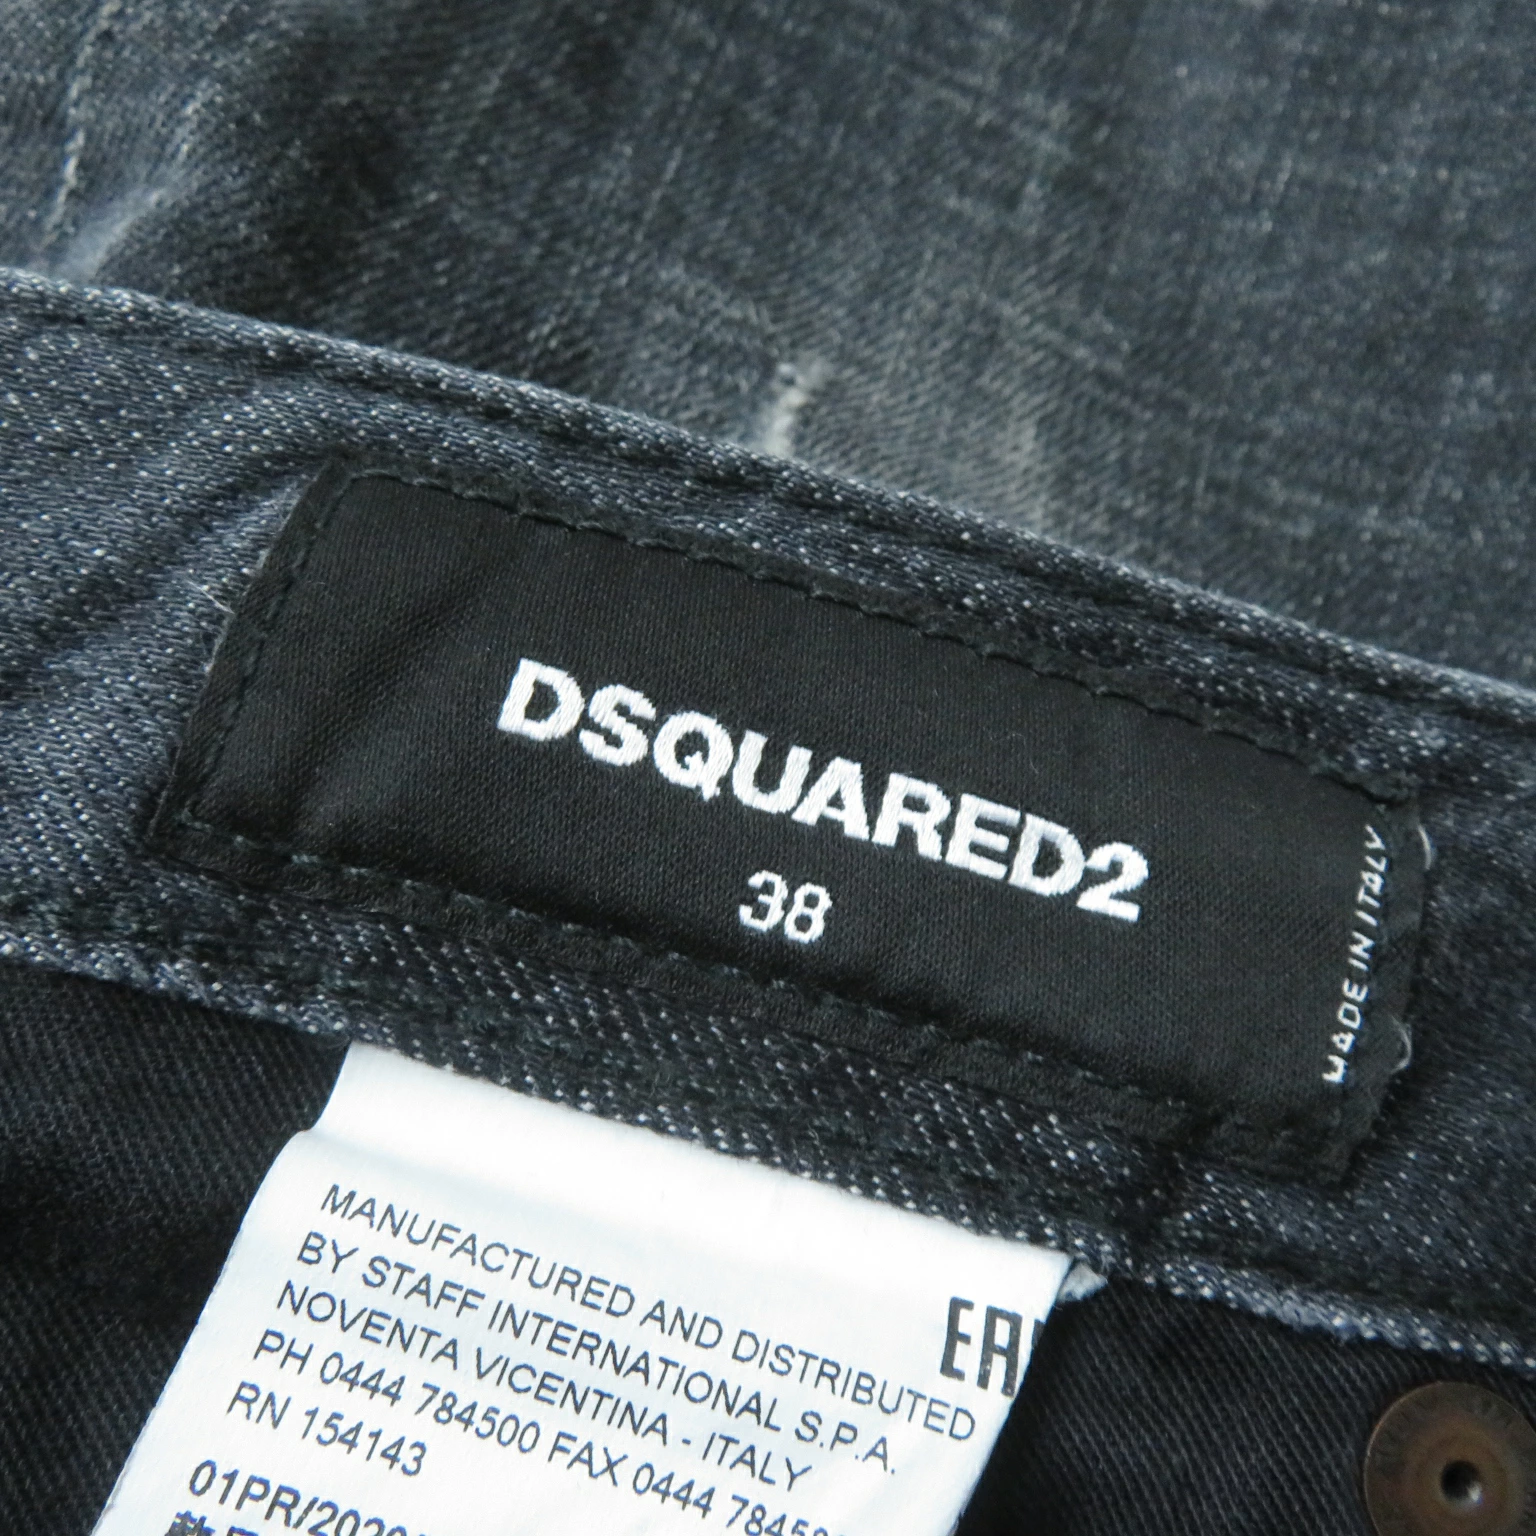 DSQUARED2
38
MADE IN ITALY
MANUFACTURED AND DISTRIBUTED
BY STAFF INTERNATIONAL S.P.A.
NOVENTA VICENTINA - ITALY
PH 0444 784500 FAX 0444
RN 154143